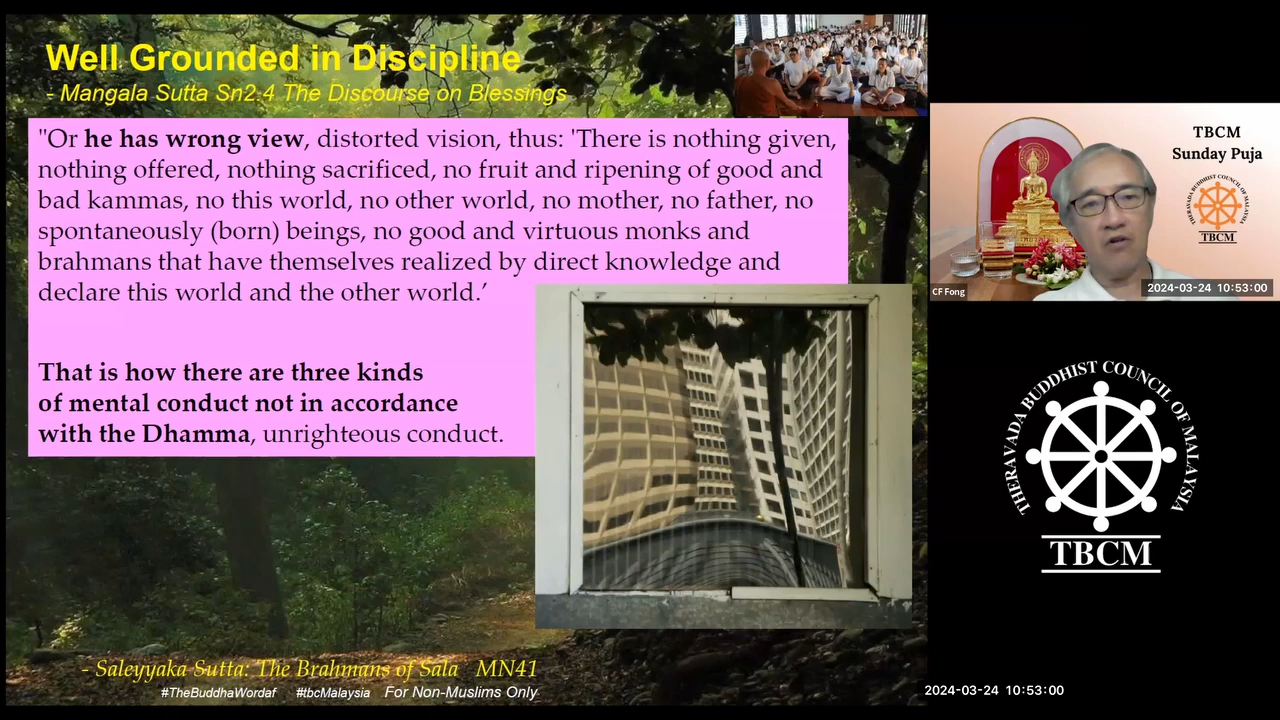 Well Grounded in Discipline
- Mangala Sutta Sn2.4 The Discourse on Blessings
"Or he has wrong view, distorted vision, thus: 'There is nothing given,
nothing offered, nothing sacrificed, no fruit and ripening of good and
bad kammas, no this world, no other world, no mother, no father, no
spontaneously (born) beings, no good and virtuous monks and
brahmans that have themselves realized by direct knowledge and
declare this world and the other world.’
That is how there are three kinds
of mental conduct not in accordance
with the Dhamma, unrighteous conduct.
- Saleyyaka Sutta: The Brahmans of Sala MN41
#TheBuddhaWordaf #tbcMalaysia For Non-Muslims Only
TBCM
Sunday Puja
THERAVADA BUDDHIST COUNCIL OF MALAYSIA
TBCM
CF Fong
2024-03-24 10:53:00
THERAVADA BUDDHIST COUNCIL OF MALAYSIA
TBCM
2024-03-24 10:53:00